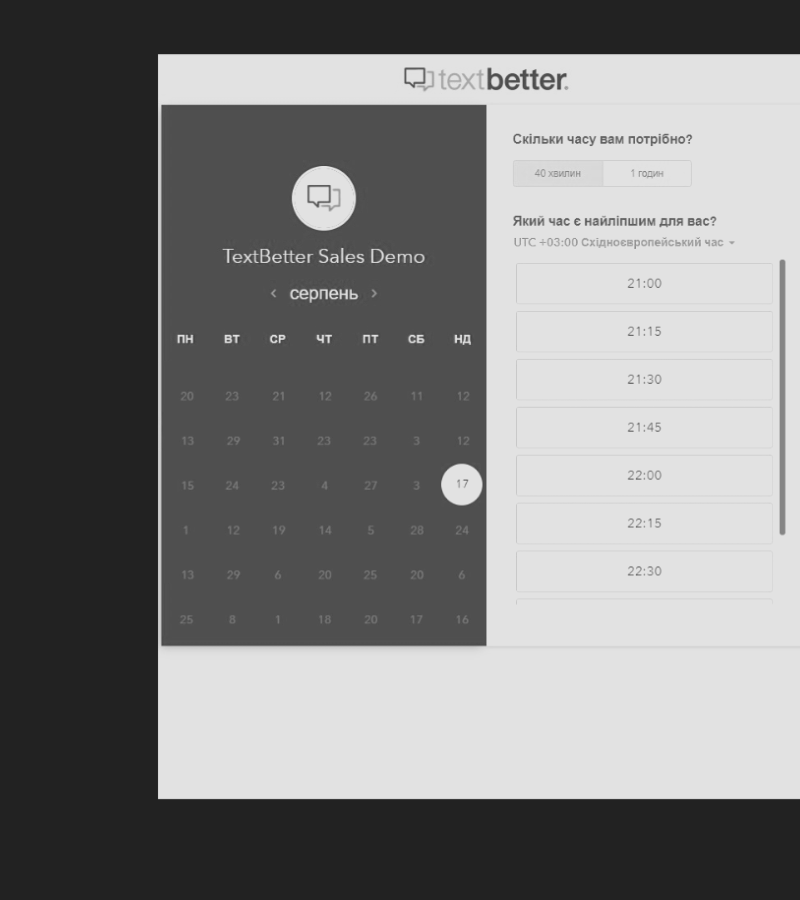 textbetter.
TextBetter Sales Demo
< серпень >
ПН ВТ СР ЧТ ПТ СБ НД
20 23 21 12 26 11 12
13 29 31 23 23 3 12
15 24 23 4 27 3 17
1 12 19 14 5 28 24
13 29 6 20 25 20 6
25 8 1 18 20 17 16
Скільки часу вам потрібно?
40 хвилин 1 годин
Який час є найліпшим для вас?
UTC +03:00 Східноєвропейський час
21:00
21:15
21:30
21:45
22:00
22:15
22:30